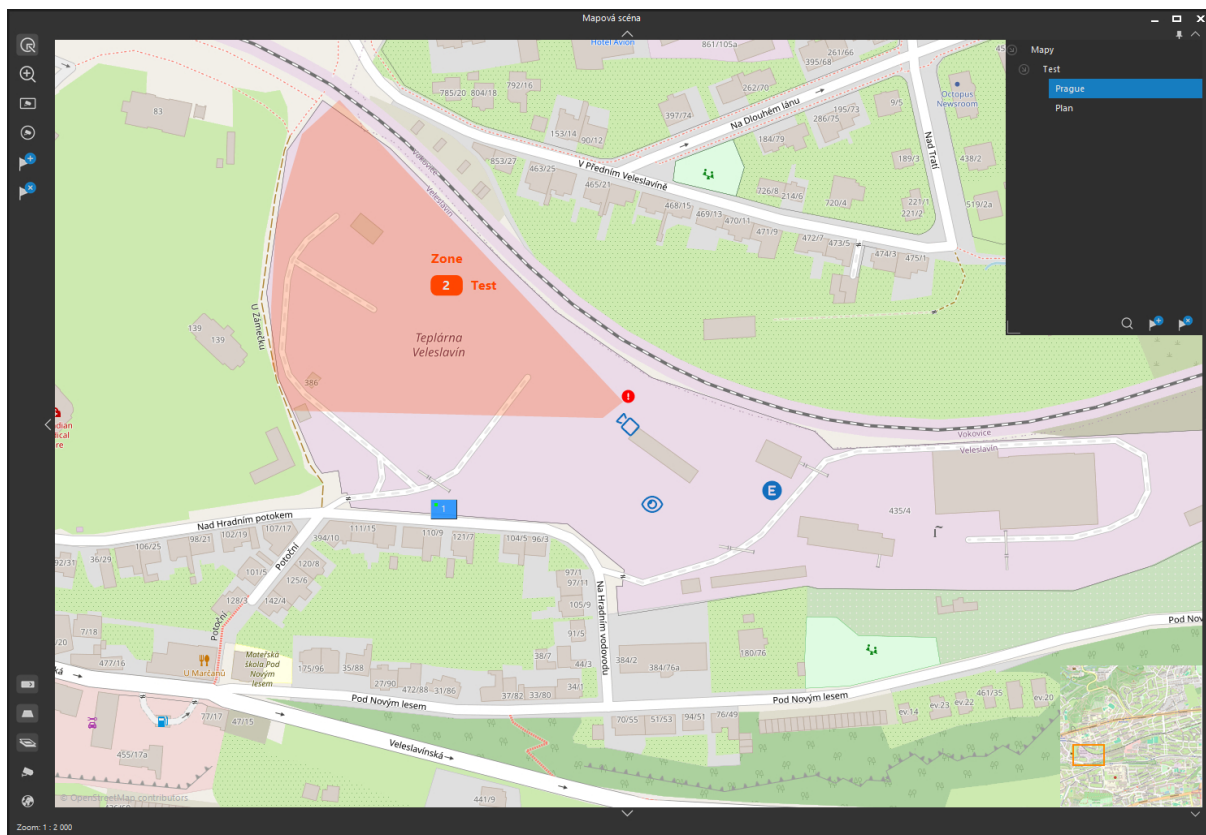 Mapová scéna
Mapy
Test
Prague
Plan
Hotel Avion
861/105a
261/66
395/68
785/20
804/18
792/16
262/70
9/5
Octopus
Newsroom
83
397/74
Na Dlouhém lánu
195/73
286/75
153/14
90/12
184/79
Nad Tratí
Vokovice
Veleslavín
853/27
463/25
V Předním Veleslavíně
189/3
438/2
465/21
726/8
214/6
468/15
469/13
470/11
720/4
221/1
221/2
519/2a
471/9
472/7
473/5
474/3
475/1
Zone
2
Test
U Zámečku
139
139
Teplárna
Veleslavín
386
!
Vokovice
Veleslavín
E
435/4
1
Nad Hradním potokem
107/17
102/19
98/21
106/25
111/15
394/10
110/9
121/7
104/5
96/3
36/29
Potoční
120/8
101/5
125/6
97/1
97/11
128/3
142/4
105/9
Na Hradním vodovodu
Potoční
7/18
91/5
477/16
U Marčanů
Mateřská
škola Pod
Novým
lesem
175/96
35/88
38/7
44/3
384/2
384/76a
180/76
27/90
472/88
31/86
34/1
37/82
33/80
Pod Novým lesem
Pod Novým lesem
Pod Nov
461/35
ev.20
ev.22
ev.23
ev.14
77/17
47/15
70/55
51/53
94/51
76/49
Veleslavínská
455/17a
441/9
© OpenStreetMap contributors
Zoom: 1 : 2 000